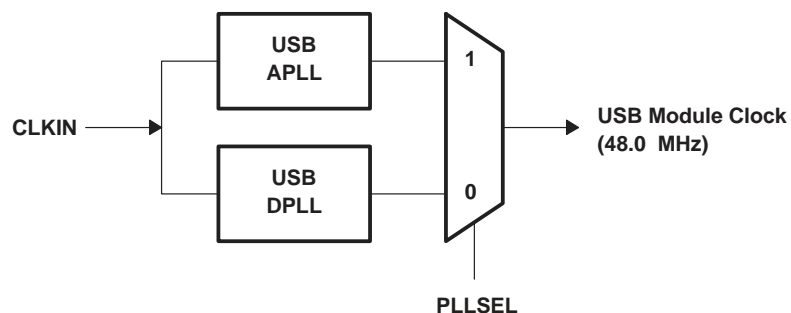 USB
APLL
1
CLKIN
USB Module Clock
(48.0 MHz)
USB
DPLL
0
PLLSEL